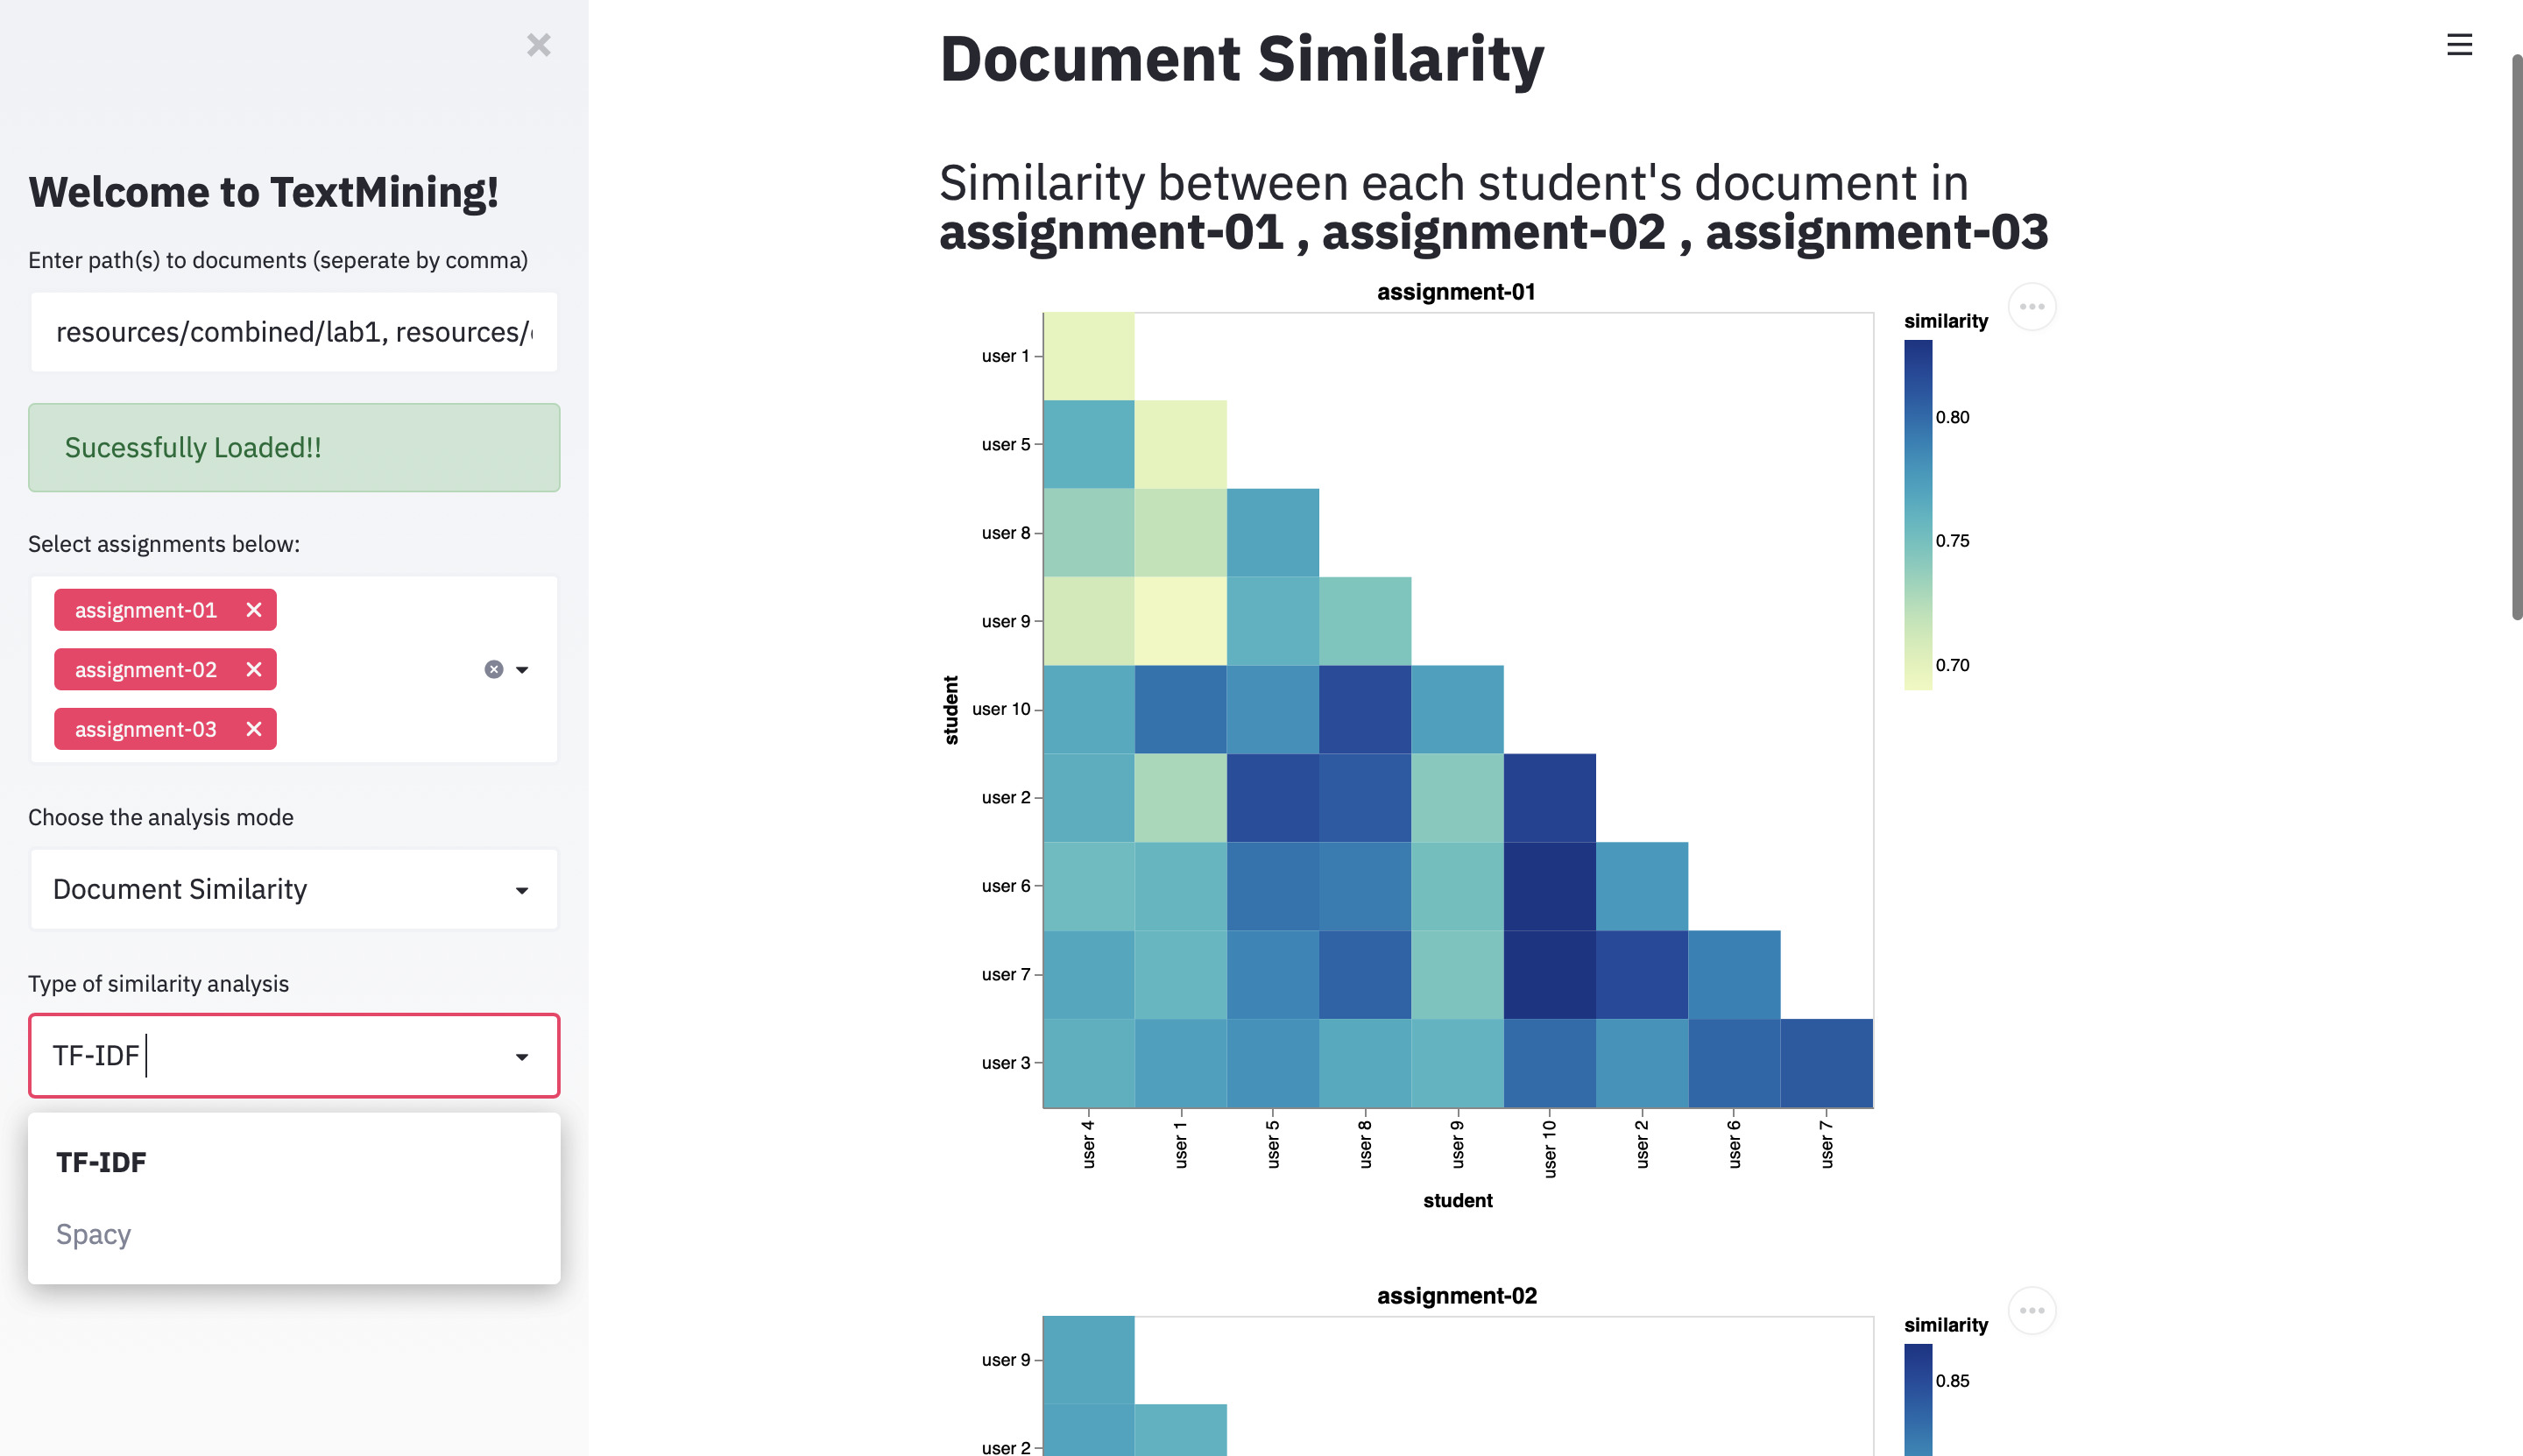 Welcome to TextMining!
Enter path(s) to documents (seperate by comma)
resources/combined/lab1, resources/
Sucessfully Loaded!!
Select assignments below:
assignment-01
assignment-02
assignment-03
Choose the analysis mode
Document Similarity
Type of similarity analysis
TF-IDF
TF-IDF
Spacy
Document Similarity
Similarity between each student's document in
assignment-01 , assignment-02 , assignment-03
assignment-01
similarity
0.80
0.75
0.70
student
user 1
user 5
user 8
user 9
user 10
user 2
user 6
user 7
user 3
user 4
user 1
user 5
user 8
user 9
user 10
user 2
user 6
user 7
student
assignment-02
similarity
0.85
user 9
user 2